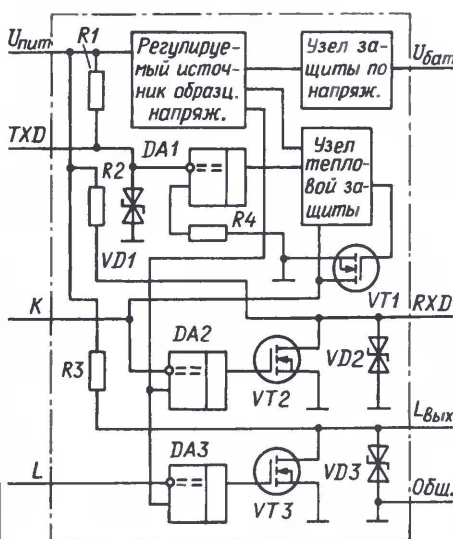 Uпит
R1
Регулируе-
мый источ-
ник образц.
напряж.
Узел за-
щиты по
напряж.
Uбат
TXD
DA1
==
Узел
тепло-
вой за-
щиты
R2
R4
VD1
VT1
K
RXD
R3
DA2
==
VT2
VD2
Lвых
DA3
==
L
VT3
VD3
Общ.